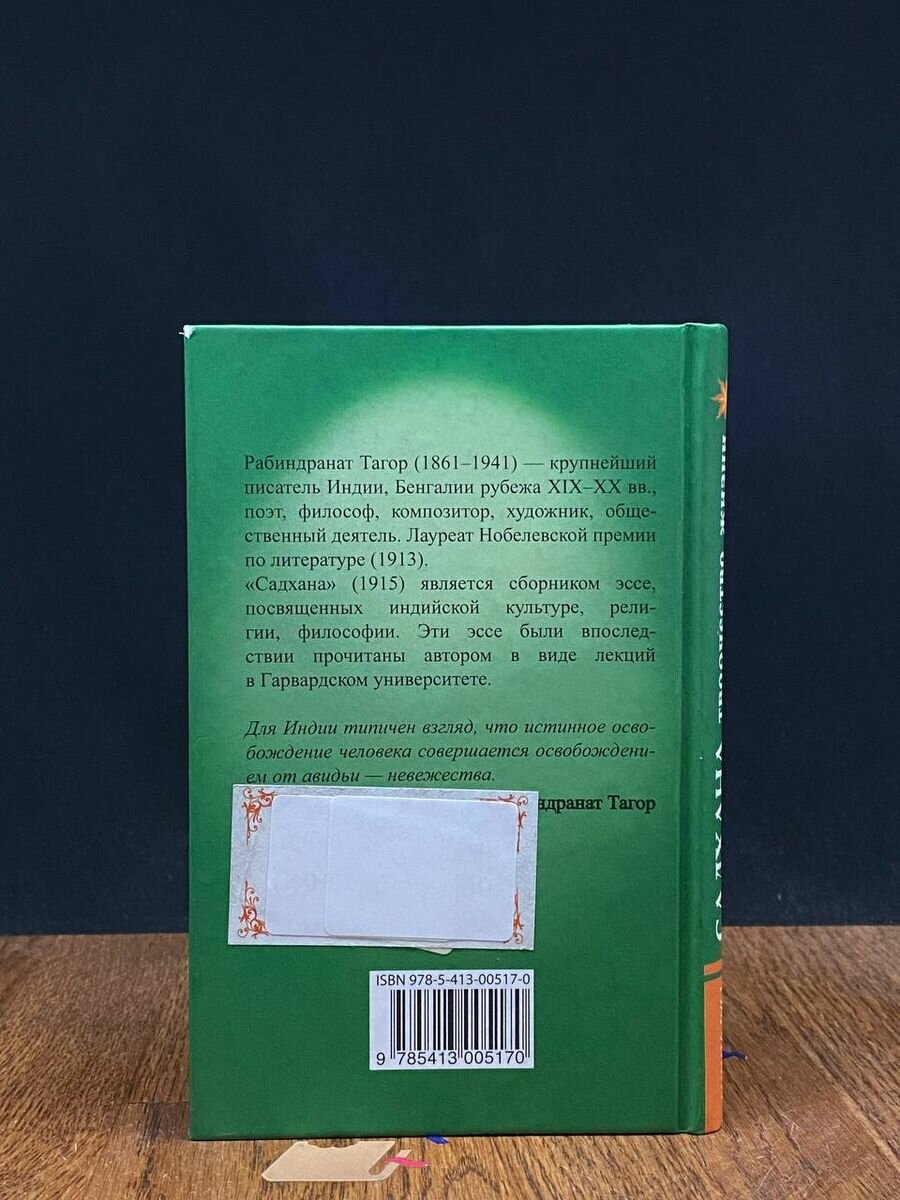 Рабиндранат Тагор (1861–1941) — крупнейший
писатель Индии, Бенгалии рубежа XIX–XX вв.,
поэт, философ, композитор, художник, обще-
ственный деятель. Лауреат Нобелевской премии
по литературе (1913).
«Садхана» (1915) является сборником эссе,
посвященных индийской культуре, рели-
гии, философии. Эти эссе были впослед-
ствии прочитаны автором в виде лекций
в Гарвардском университете.
Для Индии типичен взгляд, что истинное осво-
бождение человека совершается освобождени-
ем от авидьи — невежества.
Тагор
ISBN 978-5-413-00517-0
9 785413 005170
САДХАНА ТВОРЧЕСТВО ЖИЗНИ